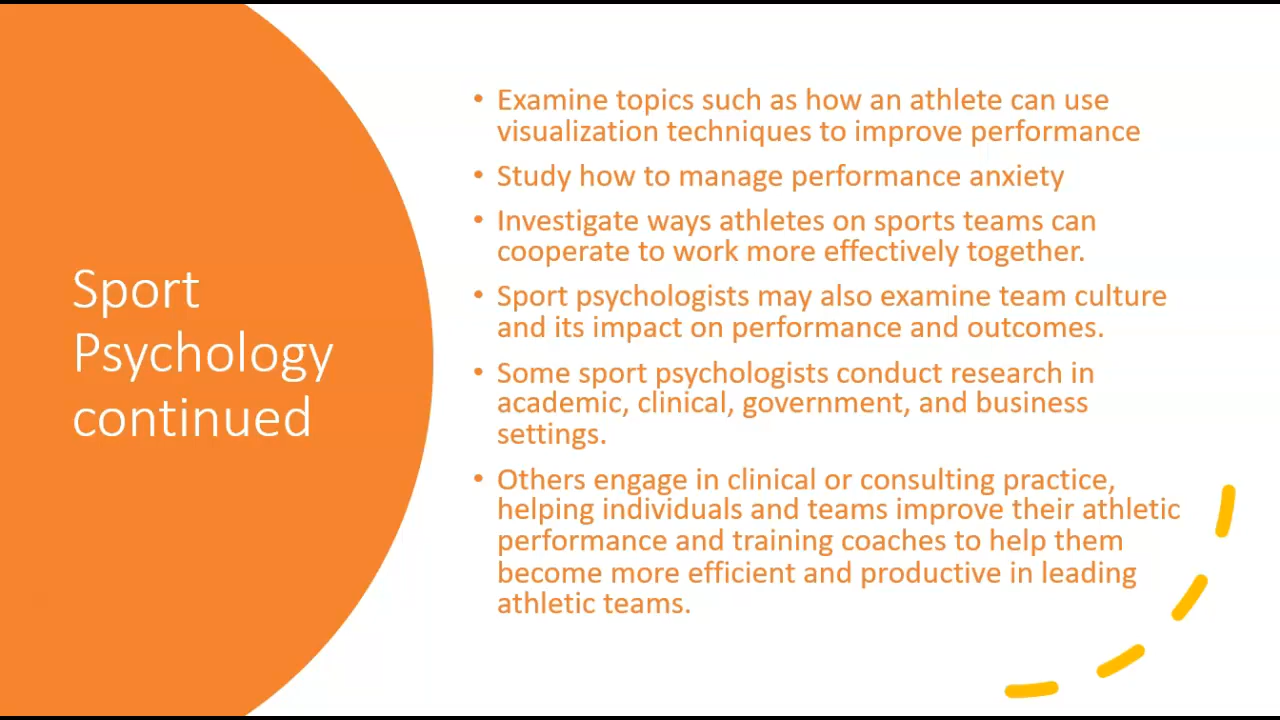 Sport
Psychology
continued
• Examine topics such as how an athlete can use
visualization techniques to improve performance
• Study how to manage performance anxiety
• Investigate ways athletes on sports teams can
cooperate to work more effectively together.
• Sport psychologists may also examine team culture
and its impact on performance and outcomes.
• Some sport psychologists conduct research in
academic, clinical, government, and business
settings.
• Others engage in clinical or consulting practice,
helping individuals and teams improve their athletic
performance and training coaches to help them
become more efficient and productive in leading
athletic teams.